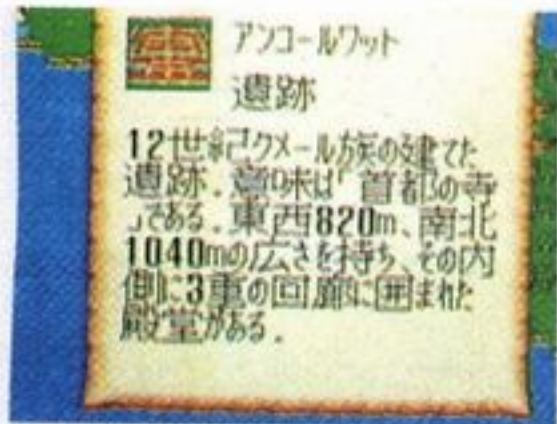 アンコールワット
遺跡
12世紀クメール族の建てた
遺跡．意味は「首都の寺
」である．東西820m、南北
1040mの広さを持ち、その内
側に3重の回廊に囲まれた
殿堂がある．